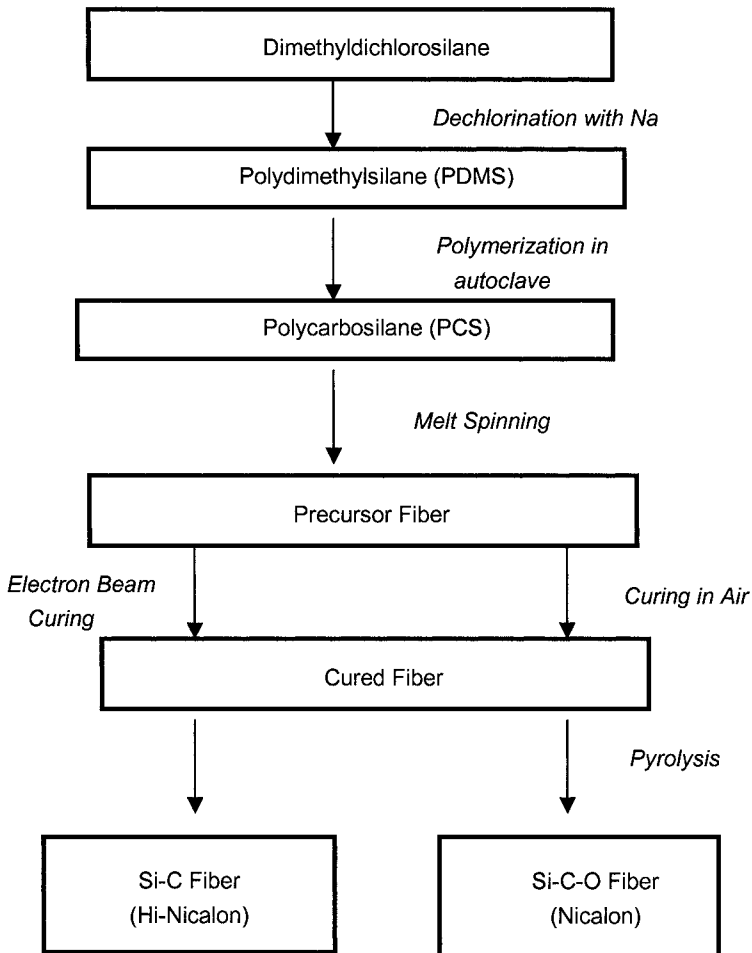 Dimethyldichlorosilane
Dechlorination with Na
Polydimethylsilane (PDMS)
Polymerization in
autoclave
Polycarbosilane (PCS)
Melt Spinning
Precursor Fiber
Electron Beam
Curing
Curing in Air
Cured Fiber
Pyrolysis
Si-C Fiber
(Hi-Nicalon)
Si-C-O Fiber
(Nicalon)